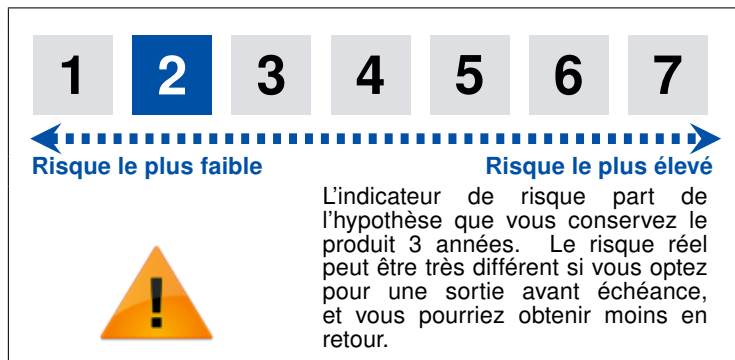 1 2 3 4 5 6 7
Risque le plus faible Risque le plus élevé
L'indicateur de risque part de
l'hypothèse que vous conservez le
produit 3 années. Le risque réel
peut être très différent si vous optez
pour une sortie avant échéance,
et vous pourriez obtenir moins en
retour.